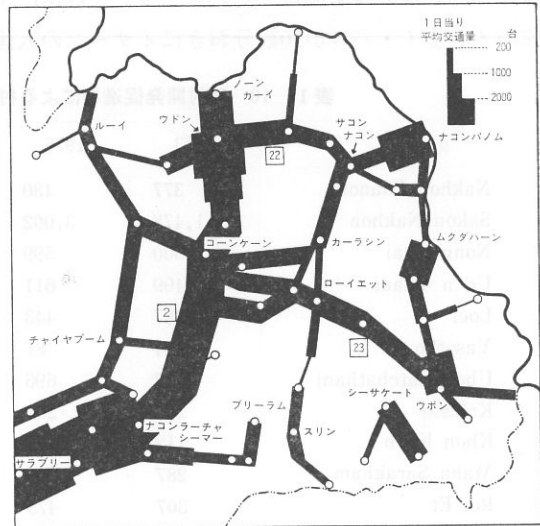 1日当り
平均交通量
台
200
1000
2000
ノーン
カーイ
ルーイ
ウドン
サコン
ナコン
ナコンパノム
22
コーンケーン
カーラシン
ムクダハーン
ローイエット
2
チャイヤプーム
23
シーサケート
ブリーラム
ウボン
ナコンラーチャ
シーマー
スリン
サラブリー